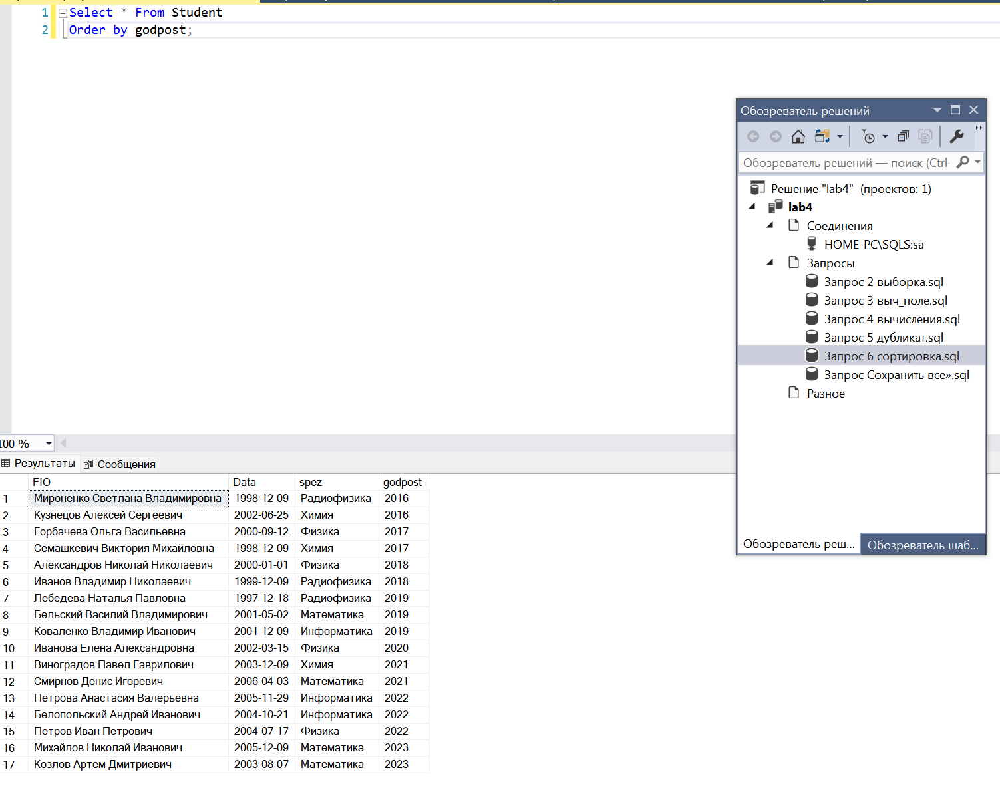 1 Select * From Student
2 Order by godpost;
Обозреватель решений
Обозреватель решений — поиск (Ctrl
Решение "lab4" (проектов: 1)
lab4
Соединения
HOME-PC\SQLS:sa
Запросы
Запрос 2 выборка.sql
Запрос 3 выч_поле.sql
Запрос 4 вычисления.sql
Запрос 5 дубликат.sql
Запрос 6 сортировка.sql
Запрос Сохранить все».sql
Разное
Обозреватель реш... Обозреватель шаб...
100 %
Результаты Сообщения
FIO Data spez godpost
1 Мироненко Светлана Владимировна 1998-12-09 Радиофизика 2016
2 Кузнецов Алексей Сергеевич 2002-06-25 Химия 2016
3 Горбачева Ольга Васильевна 2000-09-12 Физика 2017
4 Семашкевич Виктория Михайловна 1998-12-09 Химия 2017
5 Александров Николай Николаевич 2000-01-01 Физика 2018
6 Иванов Владимир Николаевич 1999-12-09 Радиофизика 2018
7 Лебедева Наталья Павловна 1997-12-18 Радиофизика 2019
8 Бельский Василий Владимирович 2001-05-02 Математика 2019
9 Коваленко Владимир Иванович 2001-12-09 Информатика 2019
10 Иванова Елена Александровна 2002-03-15 Физика 2020
11 Виноградов Павел Гаврилович 2003-12-09 Химия 2021
12 Смирнов Денис Игоревич 2006-04-03 Математика 2021
13 Петрова Анастасия Валерьевна 2005-11-29 Информатика 2022
14 Белопольский Андрей Иванович 2004-10-21 Информатика 2022
15 Петров Иван Петрович 2004-07-17 Физика 2022
16 Михайлов Николай Иванович 2005-12-09 Математика 2023
17 Козлов Артем Дмитриевич 2003-08-07 Математика 2023